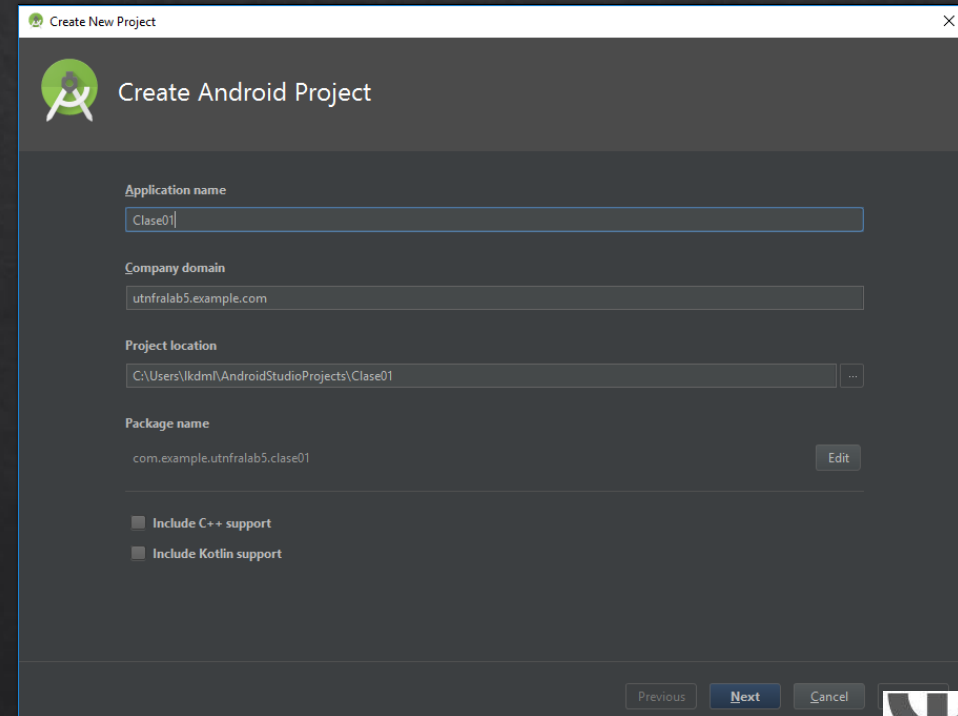 Create New Project
Create Android Project
Application name
Clase01
Company domain
utnfralab5.example.com
Project location
C:\Users\lkdml\AndroidStudioProjects\Clase01
...
Package name
com.example.utnfralab5.clase01
Edit
Include C++ support
Include Kotlin support
Previous
Next
Cancel